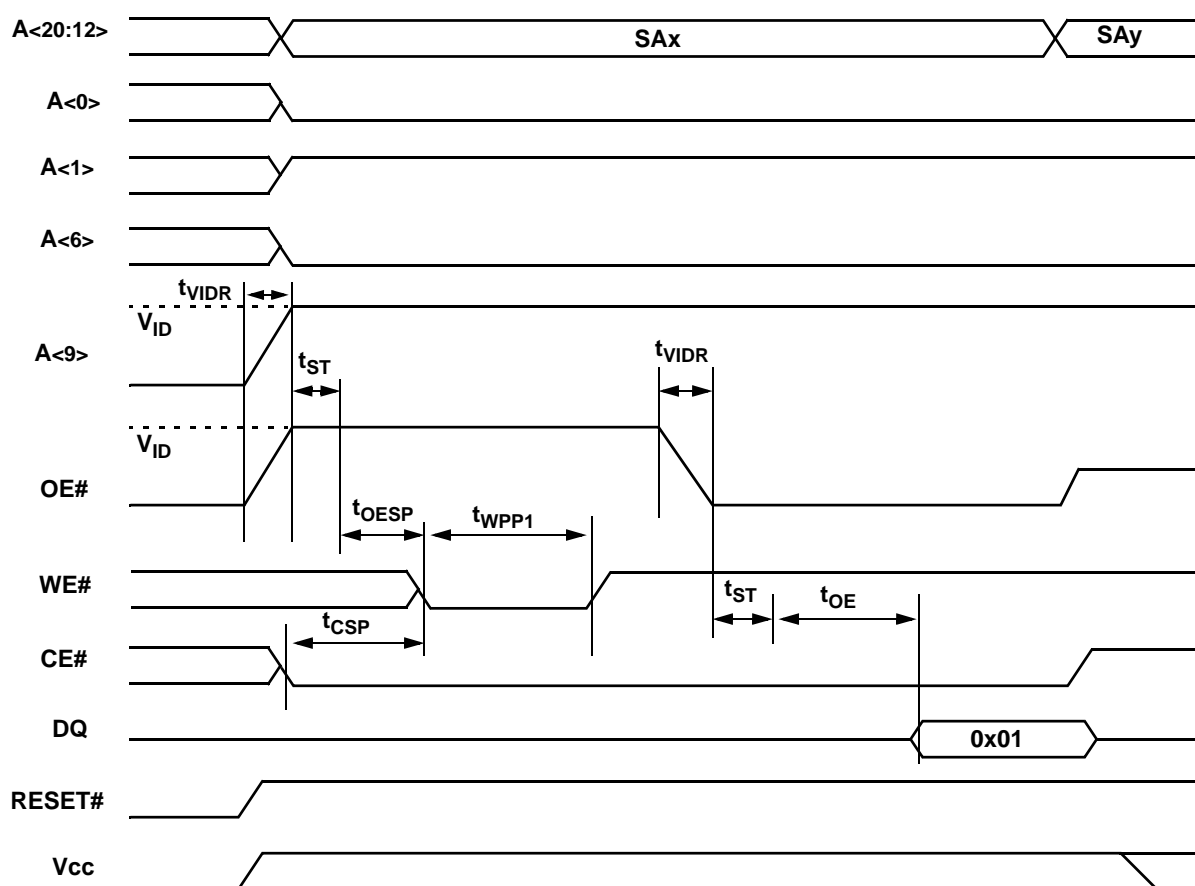 A<20:12>
SAx
SAy
A<0>
A<1>
A<6>
tVIDR
VID
A<9>
tST
tVIDR
VID
OE#
tOESP
tWPP1
WE#
tST
tOE
tCSP
CE#
DQ
0x01
RESET#
Vcc